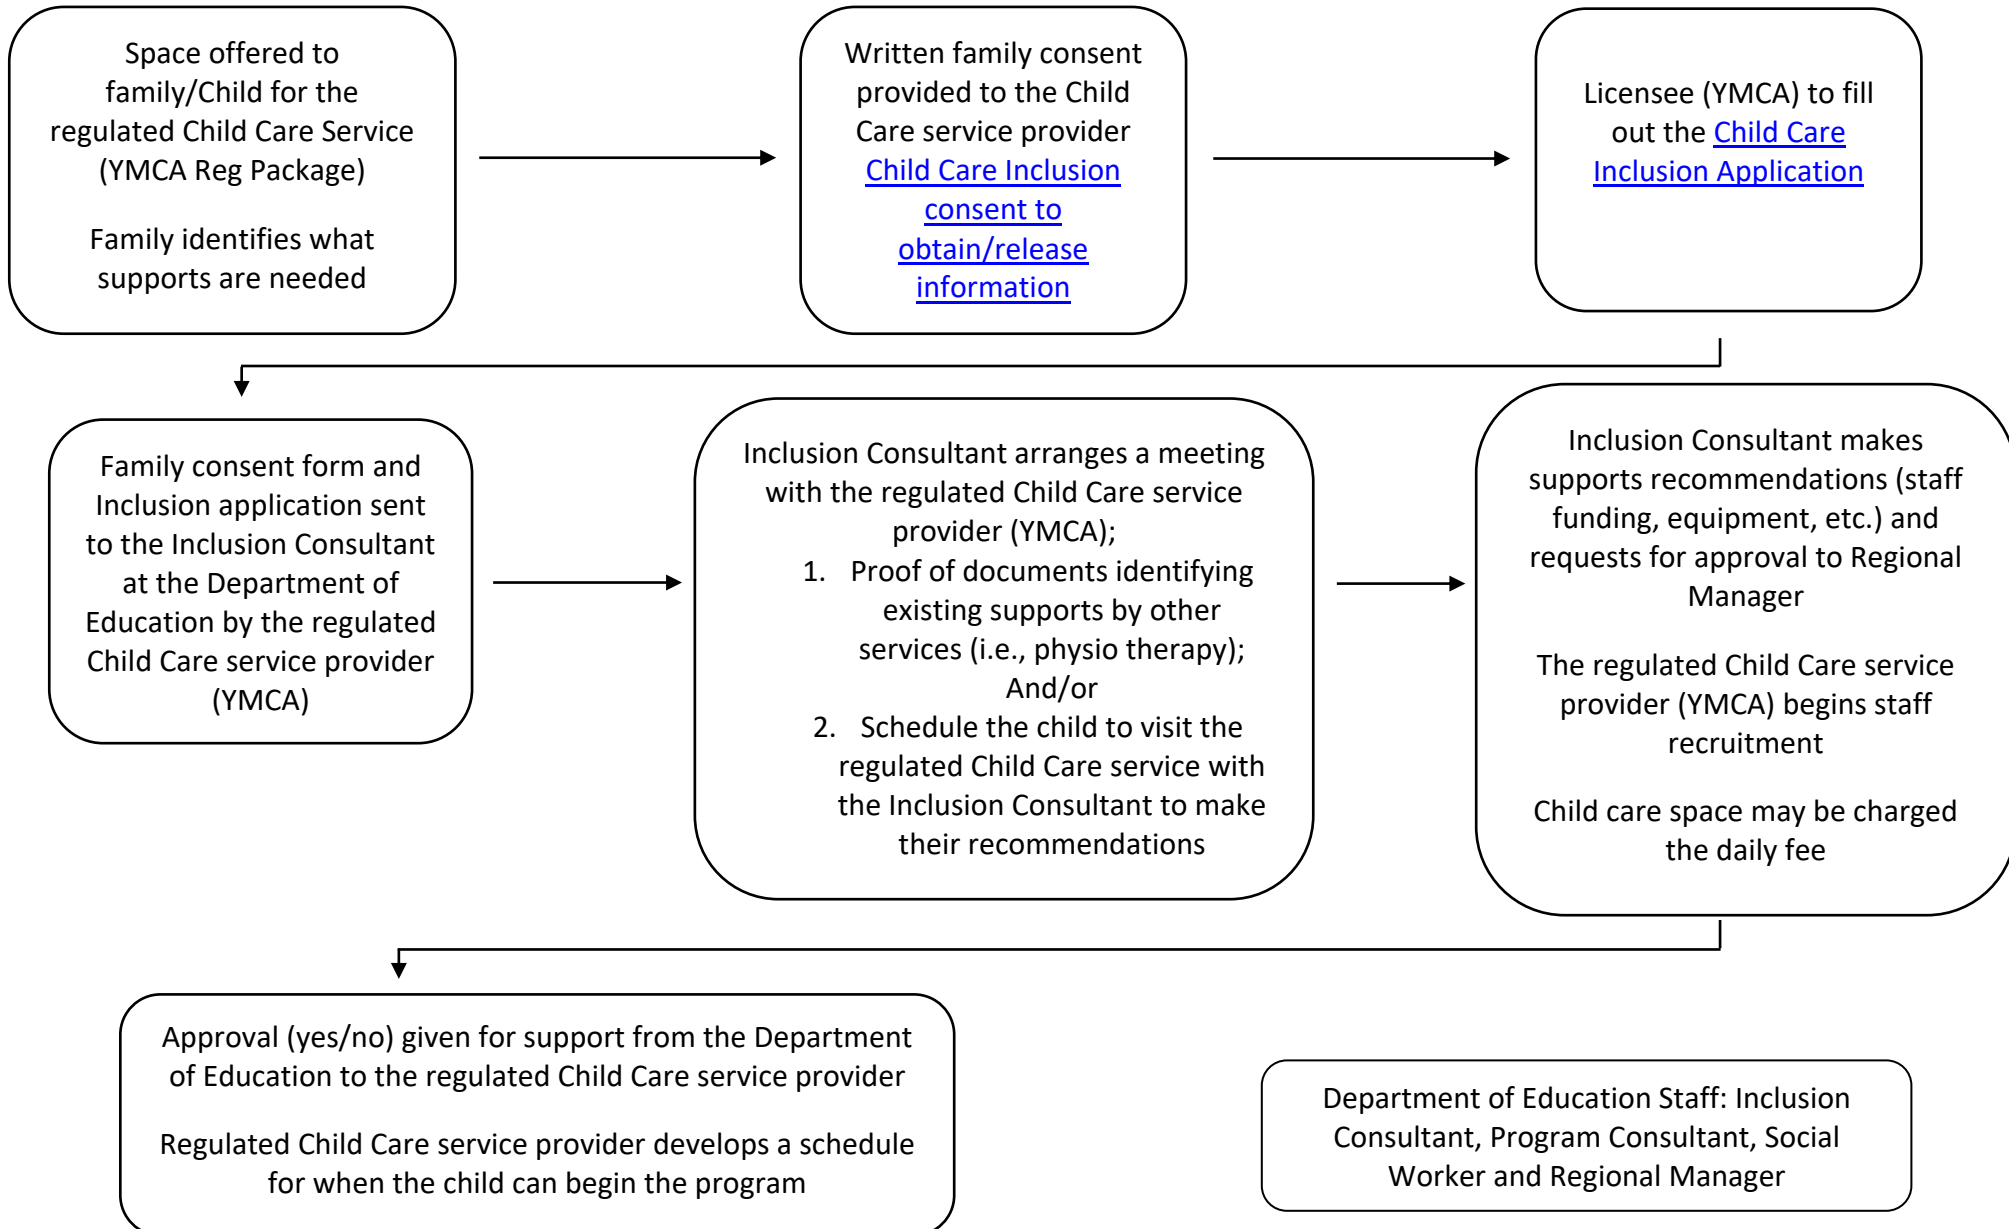 Space offered to
family/Child for the
regulated Child Care Service
(YMCA Reg Package)
Family identifies what
supports are needed
Written family consent
provided to the Child
Care service provider
Child Care Inclusion
consent to
obtain/release
information
Licensee (YMCA) to fill
out the Child Care
Inclusion Application
Family consent form and
Inclusion application sent
to the Inclusion Consultant
at the Department of
Education by the regulated
Child Care service provider
(YMCA)
Inclusion Consultant arranges a meeting
with the regulated Child Care service
provider (YMCA);
1. Proof of documents identifying
existing supports by other
services (i.e., physio therapy);
And/or
2. Schedule the child to visit the
regulated Child Care service with
the Inclusion Consultant to make
their recommendations
Inclusion Consultant makes
supports recommendations (staff
funding, equipment, etc.) and
requests for approval to Regional
Manager
The regulated Child Care service
provider (YMCA) begins staff
recruitment
Child care space may be charged
the daily fee
Approval (yes/no) given for support from the Department
of Education to the regulated Child Care service provider
Regulated Child Care service provider develops a schedule
for when the child can begin the program
Department of Education Staff: Inclusion
Consultant, Program Consultant, Social
Worker and Regional Manager